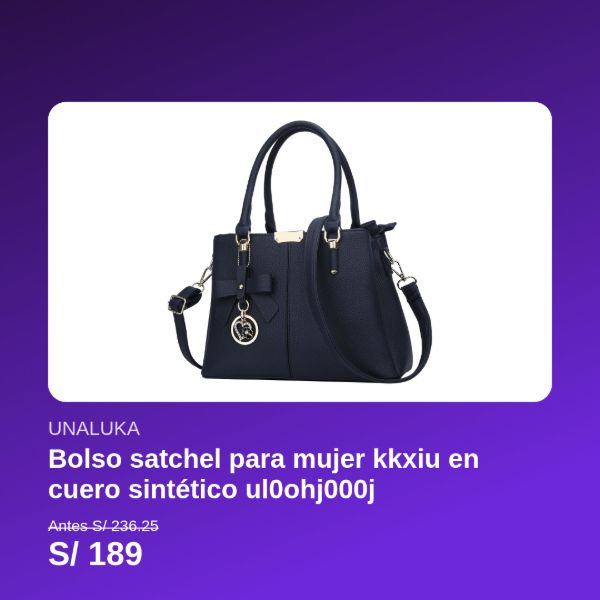 UNALUKA
Bolso satchel para mujer kkxiu en
cuero sintético ul0ohj000j
Antes S/ 236.25
S/ 189